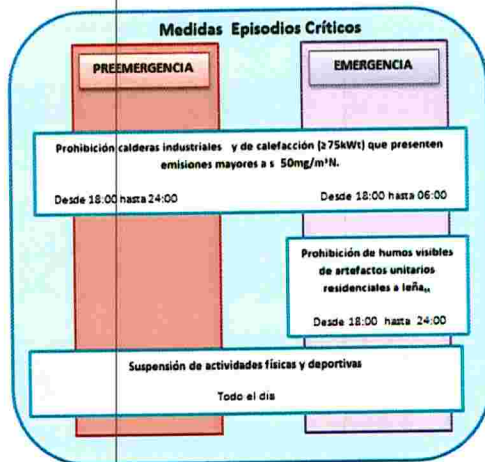 Medidas Episodios Críticos
PREEMERGENCIA
EMERGENCIA
Prohibición calderas industriales y de calefacción (≥75kWt) que presenten
emisiones mayores a s 50mg/m³N.
Desde 18:00 hasta 24:00
Desde 18:00 hasta 06:00
Prohibición de humos visibles
de artefactos unitarios
residenciales a leña
Desde 18:00 hasta 24:00
Suspensión de actividades físicas y deportivas
Todo el día